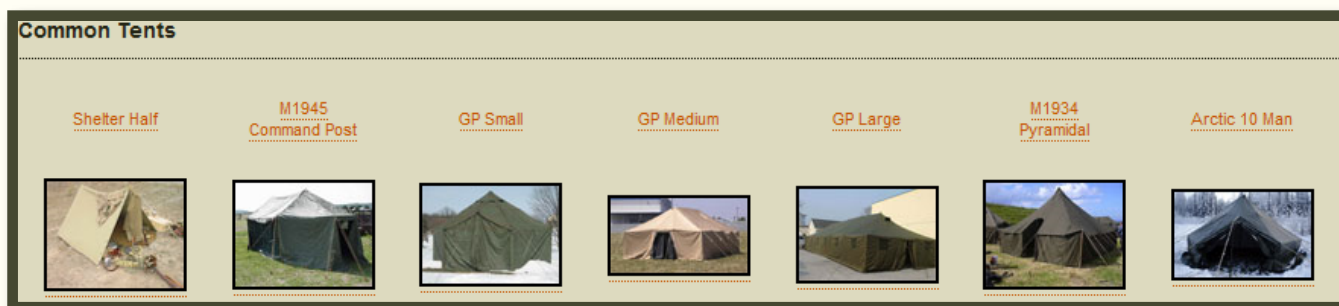 Common Tents
Shelter Half
M1945
Command Post
GP Small
GP Medium
GP Large
M1934
Pyramidal
Arctic 10 Man